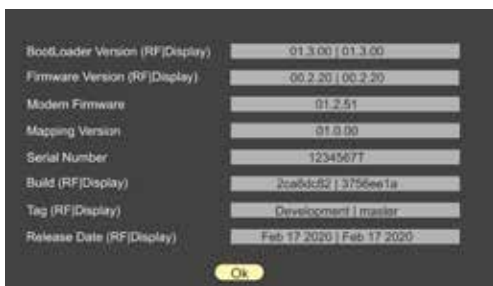 BootLoader Version (RF|Display) 01.3.00 | 01.3.00
Firmware Version (RF|Display) 00.2.20 | 00.2.20
Modem Firmware 01.2.51
Mapping Version 01.0.00
Serial Number 1234567T
Build (RF|Display) 2ca8dc82 | 3756ee1a
Tag (RF|Display) Development | master
Release Date (RF|Display) Feb 17 2020 | Feb 17 2020
Ok